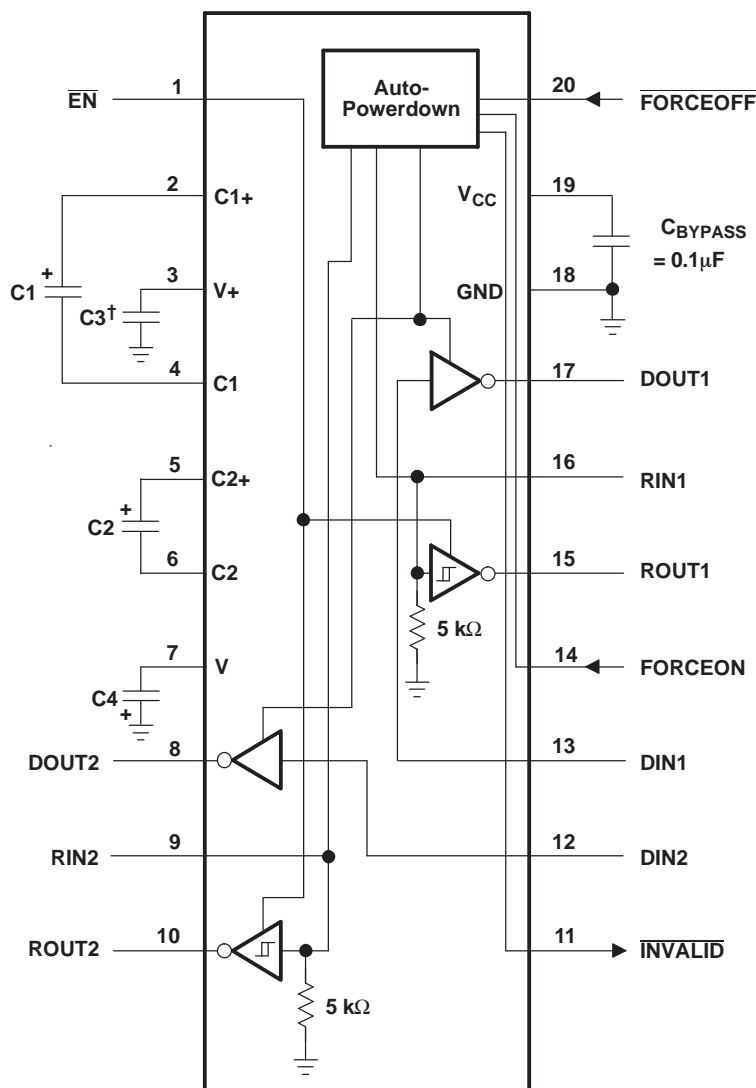 Auto-
Powerdown
EN
1
20
FORCEOFF
2
C1+
VCC
19
CBYPASS
= 0.1μF
+
C1
3
V+
C3†
GND
18
4
C1
17
DOUT1
5
C2+
16
RIN1
+
C2
6
C2
15
ROUT1
5 kΩ
7
V
14
FORCEON
C4
+
DOUT2
8
13
DIN1
RIN2
9
12
DIN2
ROUT2
10
11
INVALID
5 kΩ